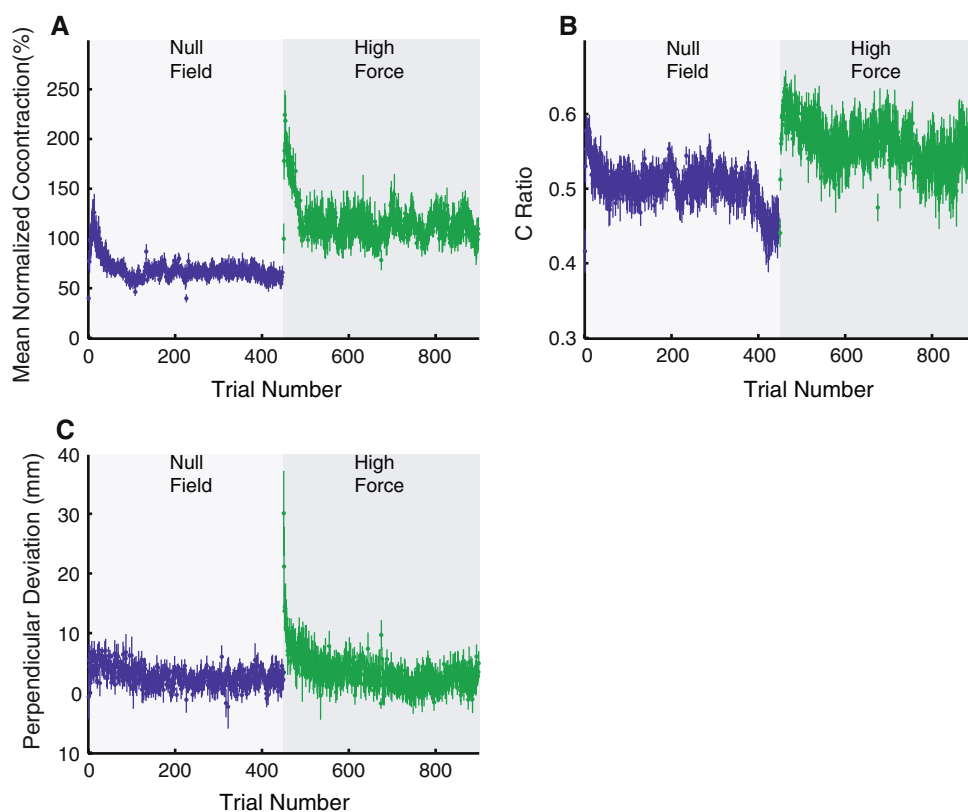 A
Null
Field
High
Force
Mean Normalized Cocontraction(%)
250
200
150
100
50
0
0
200
400
600
800
Trial Number
B
Null
Field
High
Force
C Ratio
0.6
0.5
0.4
0.3
0
200
400
600
800
Trial Number
C
Null
Field
High
Force
Perpendicular Deviation (mm)
40
30
20
10
0
10
0
200
400
600
800
Trial Number